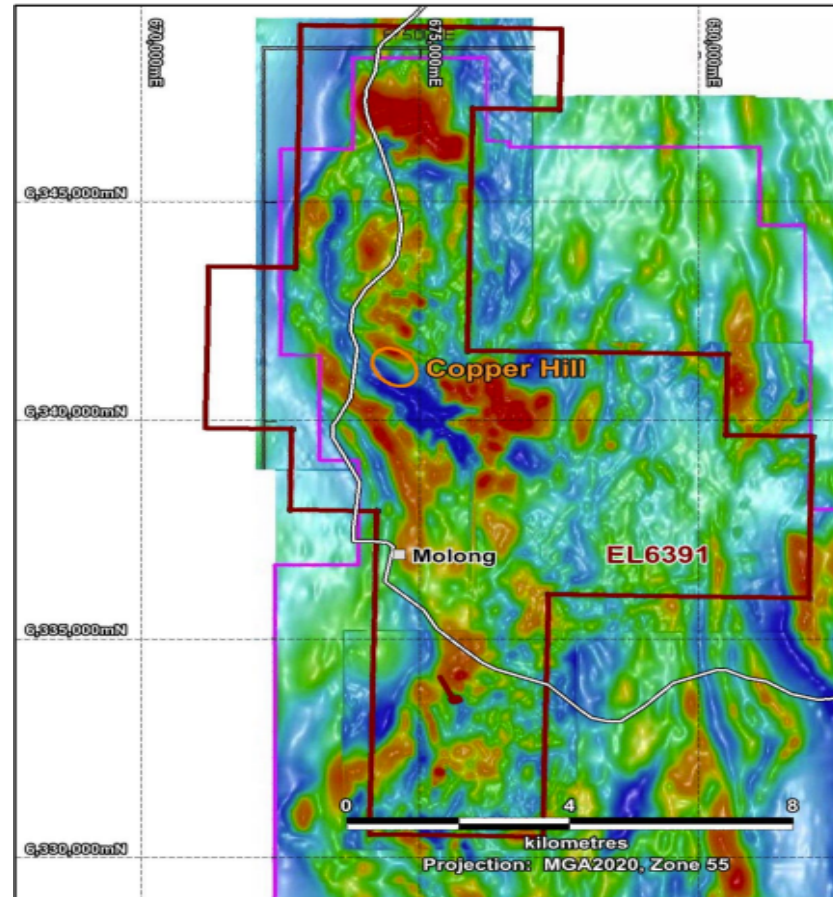 670,000mE
675,000mE
680,000mE
6,345,000mN
Copper Hill
6,340,000mN
Molong
EL6391
6,335,000mN
0 4 8
kilometres
6,330,000mN
Projection: MGA2020, Zone 55